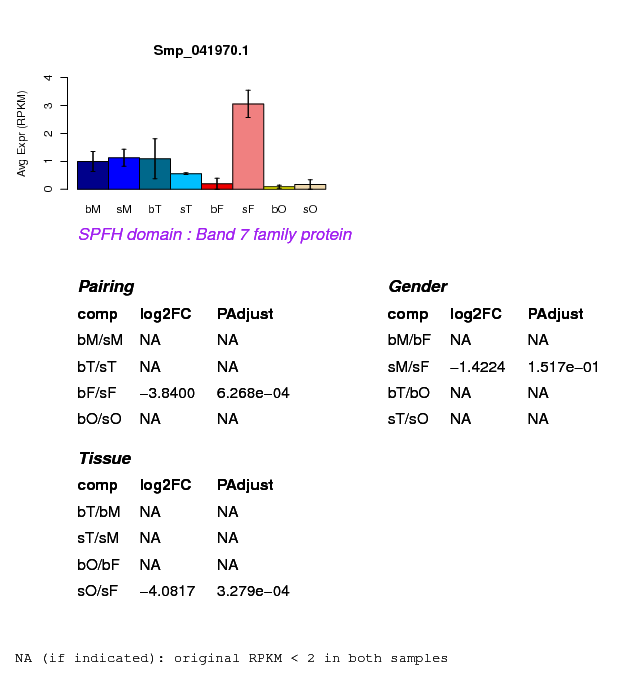 Smp_041970.1
Avg Expr (RPKM)
4
3
2
1
0
bM sM bT sT bF sF bO sO
SPFH domain : Band 7 family protein
Pairing
comp log2FC PAdjust
bM/sM NA NA
bT/sT NA NA
bF/sF −3.8400 6.268e−04
bO/sO NA NA
Gender
comp log2FC PAdjust
bM/bF NA NA
sM/sF −1.4224 1.517e−01
bT/bO NA NA
sT/sO NA NA
Tissue
comp log2FC PAdjust
bT/bM NA NA
sT/sM NA NA
bO/bF NA NA
sO/sF −4.0817 3.279e−04
NA (if indicated): original RPKM < 2 in both samples